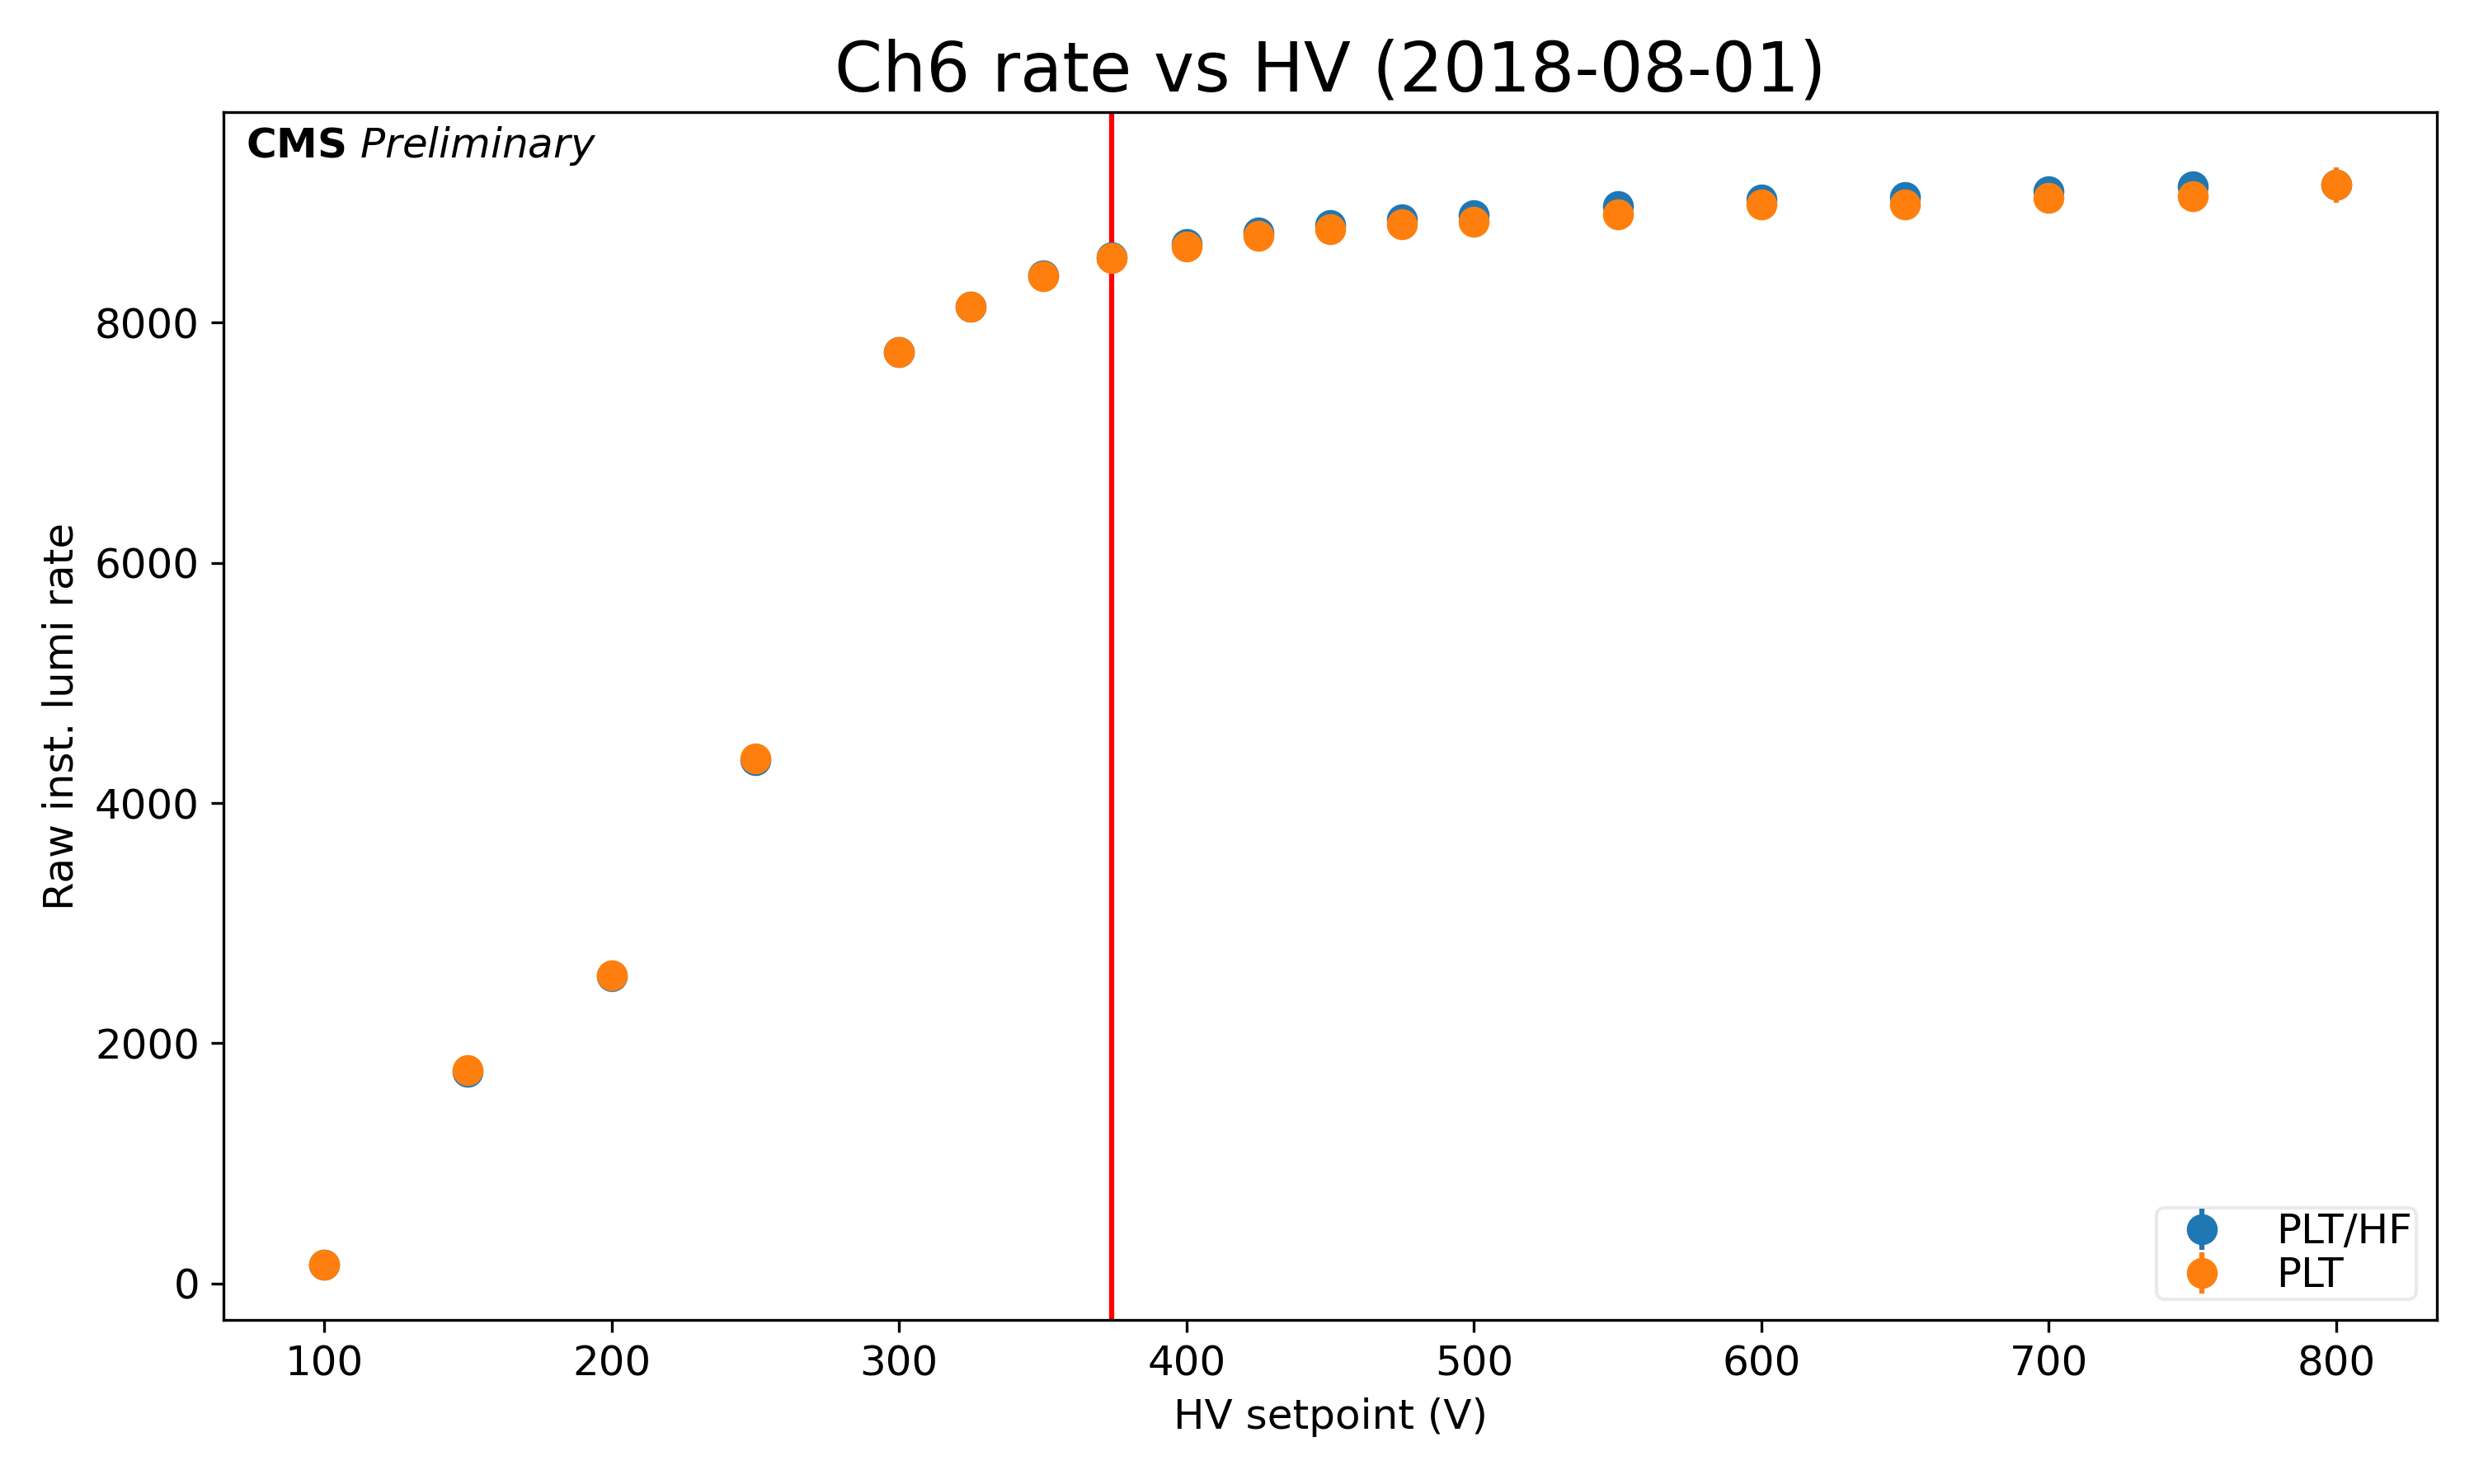 Ch6 rate vs HV (2018-08-01)
CMS Preliminary
Raw inst. lumi rate
8000
6000
4000
2000
0
PLT/HF
PLT
100 200 300 400 500 600 700 800
HV setpoint (V)